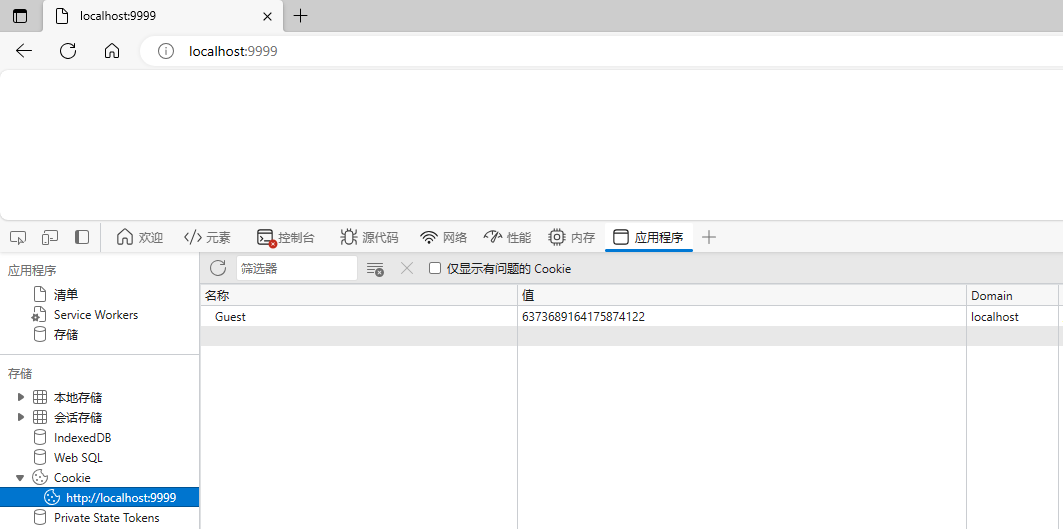 localhost:9999
localhost:9999
欢迎 元素 控制台 源代码 网络 性能 内存 应用程序
应用程序
清单
Service Workers
存储
存储
本地存储
会话存储
IndexedDB
Web SQL
Cookie
http://localhost:9999
Private State Tokens
筛选器 仅显示有问题的 Cookie
名称 值 Domain
Guest 6373689164175874122 localhost